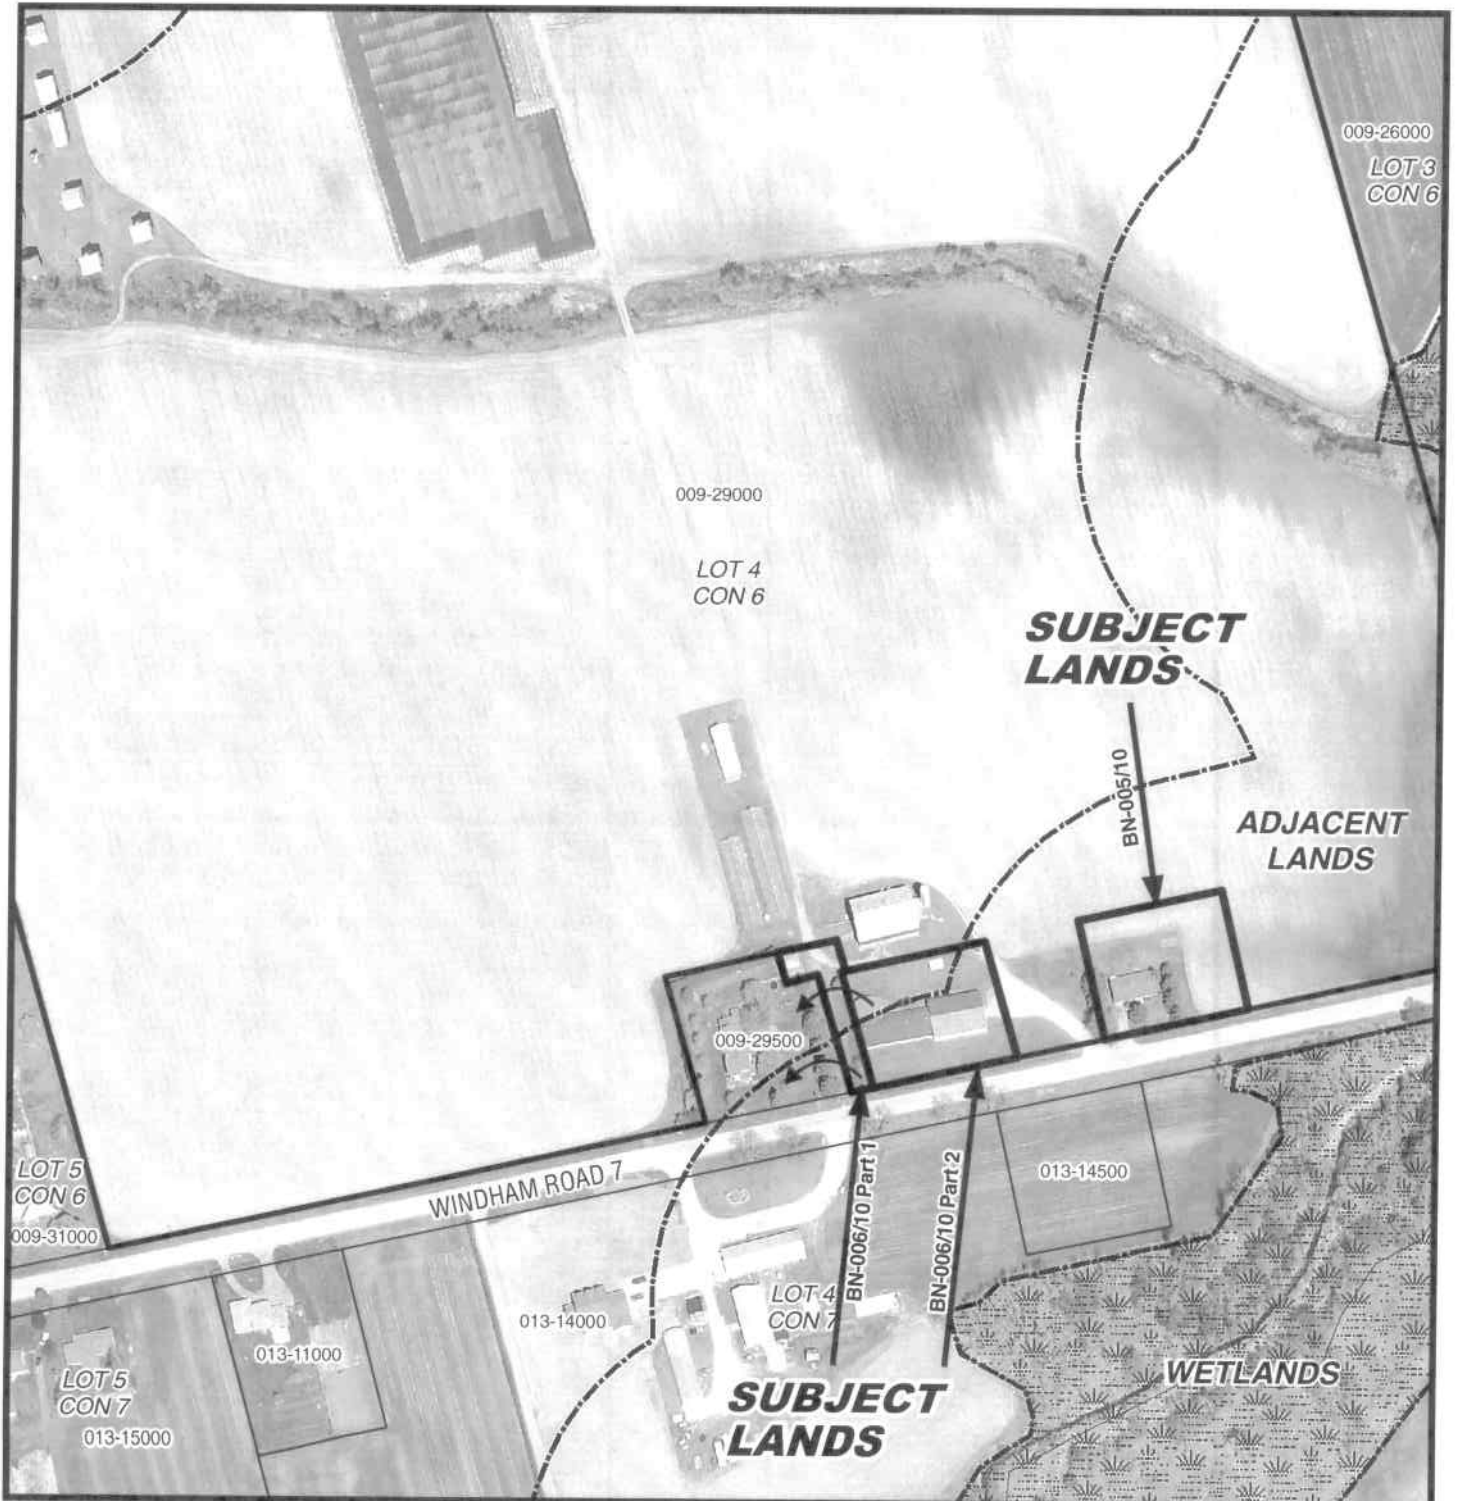 009-26000
LOT 3
CON 6
009-29000
LOT 4
CON 6
SUBJECT
LANDS
BN-005/10
ADJACENT
LANDS
009-29500
LOT 5
CON 6
009-31000
WINDHAM ROAD 7
BN-006/10 Part 1
BN-006/10 Part 2
013-14500
013-14000
LOT 4
CON 7
013-11000
LOT 5
CON 7
013-15000
SUBJECT
LANDS
WETLANDS